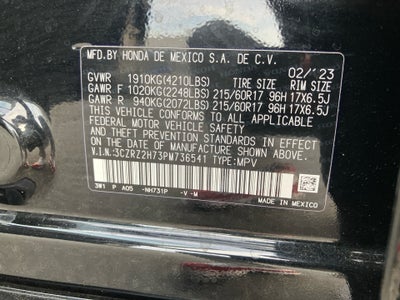 MFD.BY HONDA DE MEXICO S.A. DE C.V.
02/'23
GVWR 1910KG(4210LBS) TIRE SIZE RIM SIZE
GAWR F 1020KG(2248LBS) 215/60R17 96H 17X6.5J
GAWR R 940KG(2072LBS) 215/60R17 96H 17X6.5J
THIS VEHICLE CONFORMS TO ALL APPLICABLE
FEDERAL MOTOR VEHICLE SAFETY AND
THEFT PREVENTION STANDARDS IN EFFECT ON THE
DATE OF MANUFACTURE SHOWN ABOVE.
V.I.N.:3CZRZ2H73PM736541 TYPE:MPV
3W1 P A05 -NH731P -V-M
MADE IN MEXICO